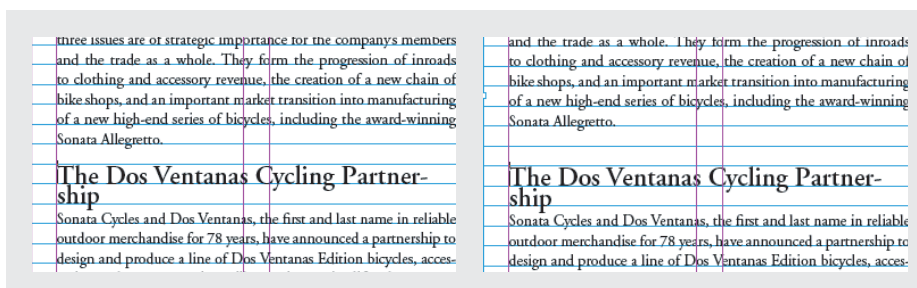 three issues are of strategic importance for the company's members
and the trade as a whole. They form the progression of inroads
to clothing and accessory revenue, the creation of a new chain of
bike shops, and an important market transition into manufacturing
of a new high-end series of bicycles, including the award-winning
Sonata Allegretto.
The Dos Ventanas Cycling Partner-
ship
Sonata Cycles and Dos Ventanas, the first and last name in reliable
outdoor merchandise for 78 years, have announced a partnership to
design and produce a line of Dos Ventanas Edition bicycles, acces-
and the trade as a whole. They form the progression of inroads
to clothing and accessory revenue, the creation of a new chain of
bike shops, and an important market transition into manufacturing
of a new high-end series of bicycles, including the award-winning
Sonata Allegretto.
The Dos Ventanas Cycling Partner-
ship
Sonata Cycles and Dos Ventanas, the first and last name in reliable
outdoor merchandise for 78 years, have announced a partnership to
design and produce a line of Dos Ventanas Edition bicycles, acces-